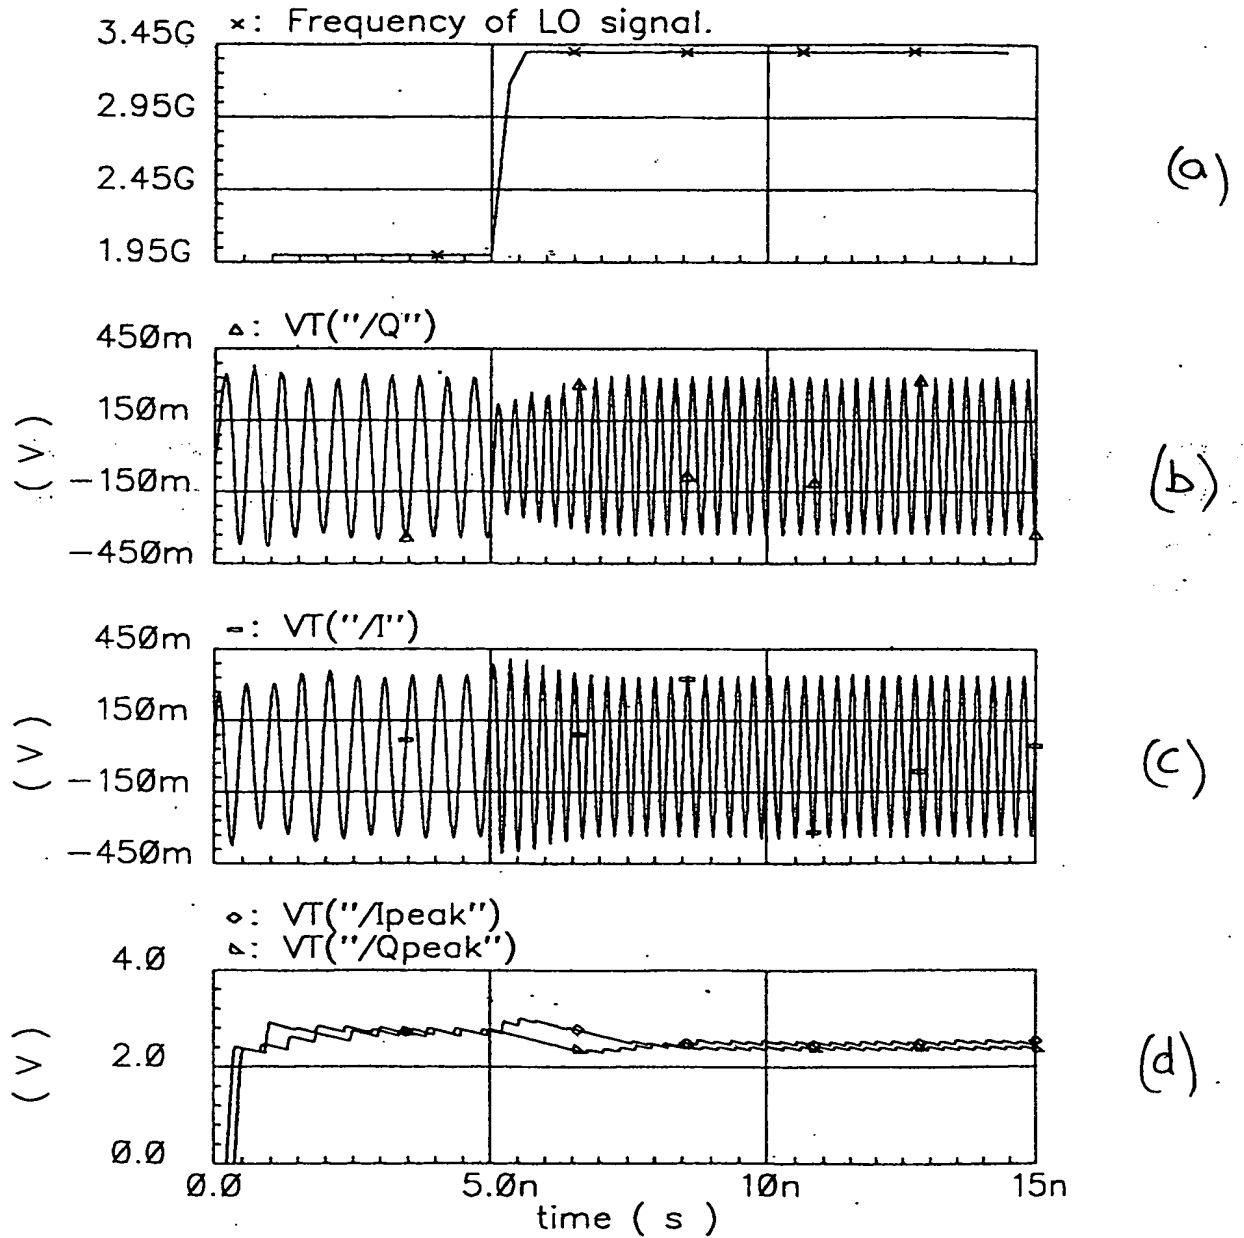 ×: Frequency of LO signal.
3.45G
2.95G
2.45G
1.95G
(a)
▵: VT("/Q")
450m
150m
-150m
-450m
(V)
(b)
-: VT("/I")
450m
150m
-150m
-450m
(V)
(c)
◇: VT("/Ipeak")
▹: VT("/Qpeak")
4.0
2.0
0.0
(V)
(d)
0.0 5.0n 10n 15n
time ( s )